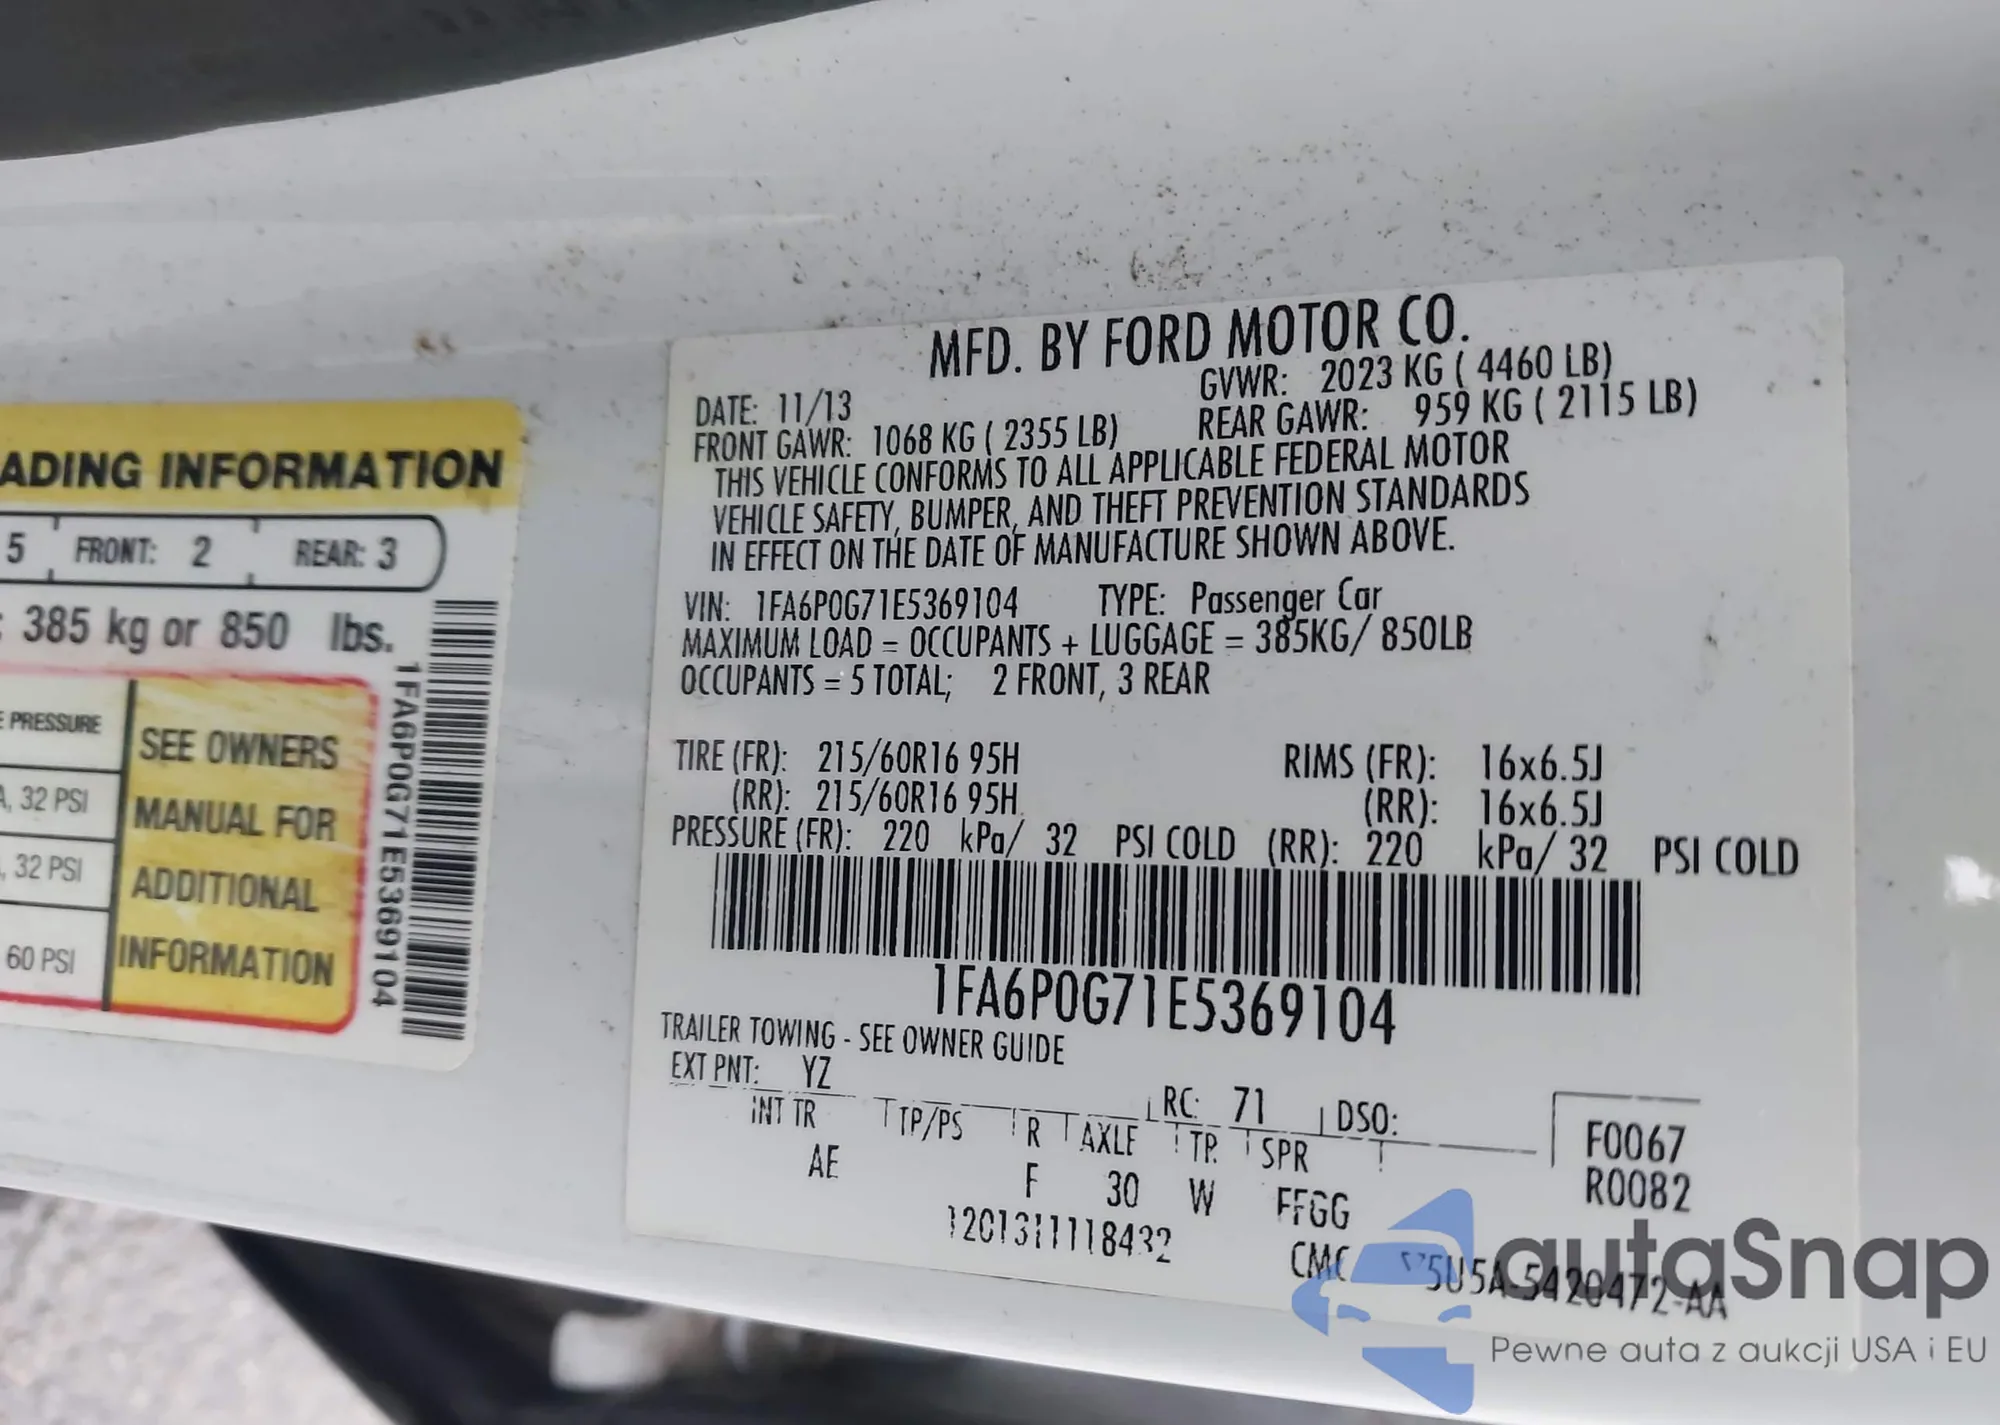 ADING INFORMATION
5 FRONT: 2 REAR: 3
: 385 kg or 850 lbs.
E PRESSURE
A, 32 PSI
, 32 PSI
60 PSI
SEE OWNERS
MANUAL FOR
ADDITIONAL
INFORMATION
1FA6P0G71E5369104
MFD. BY FORD MOTOR CO.
DATE: 11/13 GVWR: 2023 KG ( 4460 LB)
FRONT GAWR: 1068 KG ( 2355 LB) REAR GAWR: 959 KG ( 2115 LB)
THIS VEHICLE CONFORMS TO ALL APPLICABLE FEDERAL MOTOR
VEHICLE SAFETY, BUMPER, AND THEFT PREVENTION STANDARDS
IN EFFECT ON THE DATE OF MANUFACTURE SHOWN ABOVE.
VIN: 1FA6P0G71E5369104 TYPE: Passenger Car
MAXIMUM LOAD = OCCUPANTS + LUGGAGE = 385KG/ 850LB
OCCUPANTS = 5 TOTAL; 2 FRONT, 3 REAR
TIRE (FR): 215/60R16 95H RIMS (FR): 16x6.5J
(RR): 215/60R16 95H (RR): 16x6.5J
PRESSURE (FR): 220 kPa/ 32 PSI COLD (RR): 220 kPa/ 32 PSI COLD
1FA6P0G71E5369104
TRAILER TOWING - SEE OWNER GUIDE
EXT PNT: YZ RC: 71 DSO:
INT TR TP/PS R AXLE TR SPR
AE F 30 W FFGG
F0067
R0082
1201311118432 CMC
autaSnap
Pewne auta z aukcji USA i EU